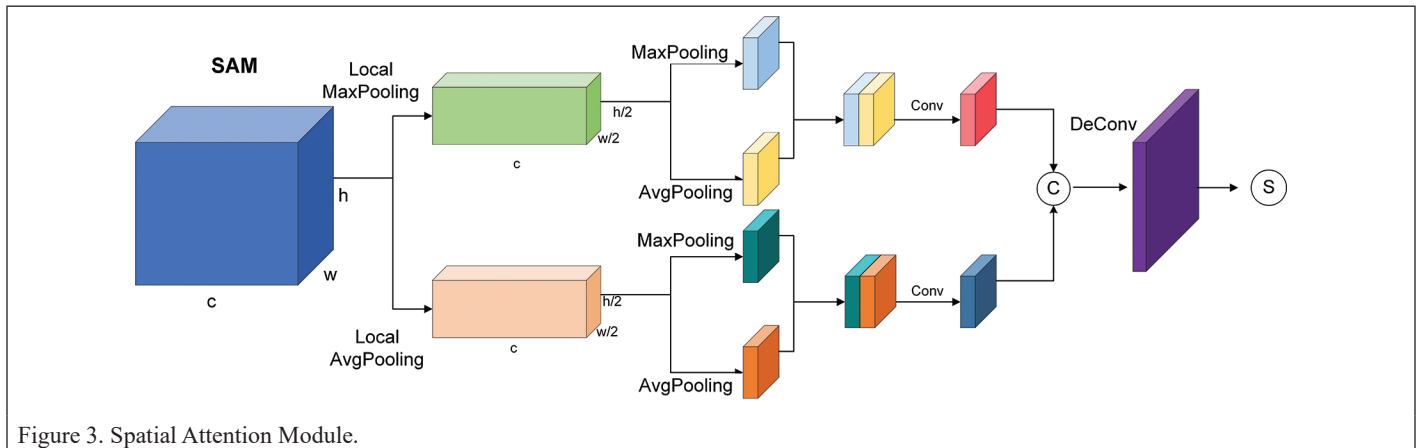 SAM
Local
MaxPooling
MaxPooling
h/2
w/2
c
AvgPooling
Conv
DeConv
h
w
c
C
S
MaxPooling
h/2
w/2
c
AvgPooling
Conv
Local
AvgPooling
Figure 3. Spatial Attention Module.